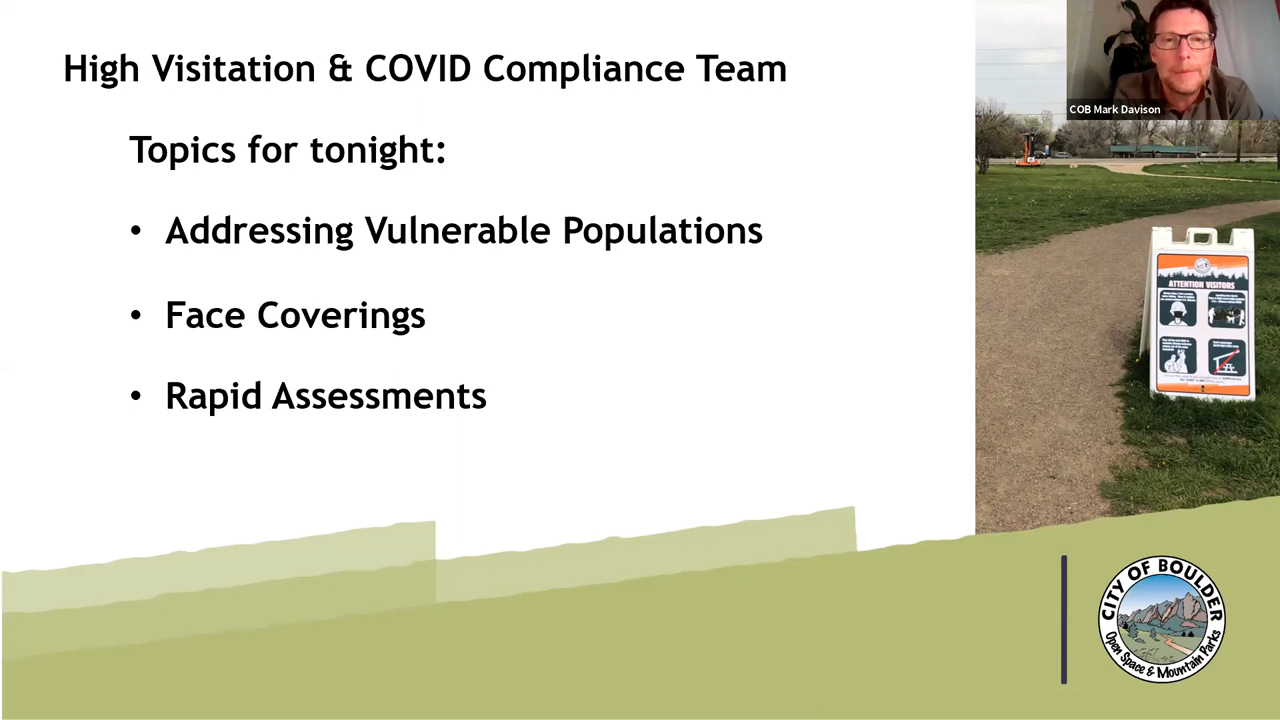 High Visitation & COVID Compliance Team
Topics for tonight:
• Addressing Vulnerable Populations
• Face Coverings
• Rapid Assessments
COB Mark Davison
ATTENTION VISITORS
CITY OF BOULDER
Open Space & Mountain Parks